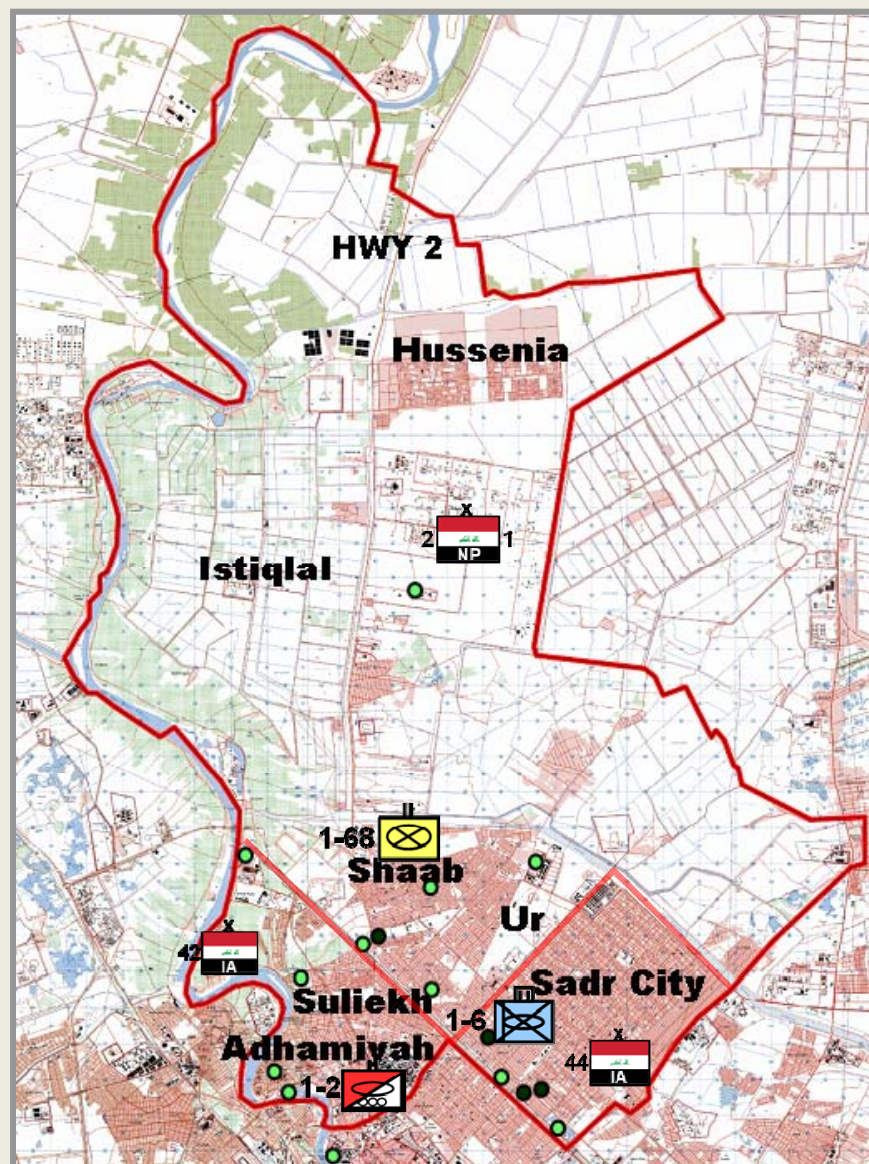 HWY 2
Hussenia
X
2 NP 1
Istiqlal
II
1-68
Shaab
Ur
X
42 IA
Sadr City
Suliekh
1-6
X
44 IA
Adhamiyah
1-2